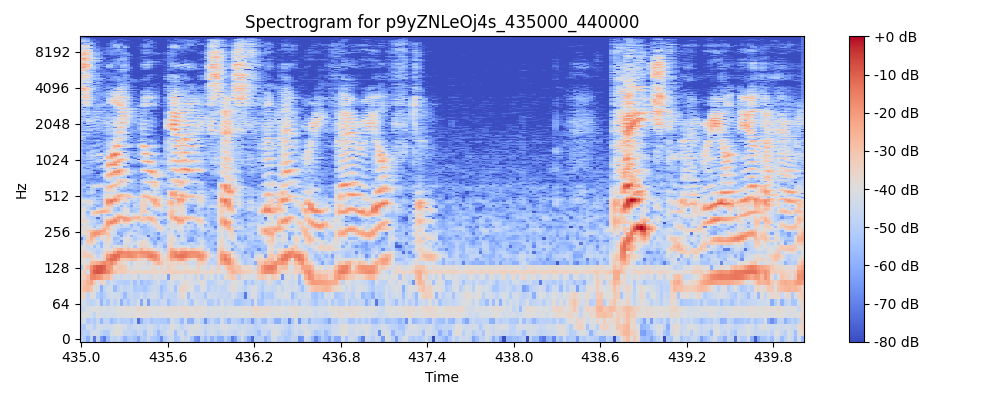 Spectrogram for p9yZNLeOj4s_435000_440000
Hz
8192
4096
2048
1024
512
256
128
64
0
435.0 435.6 436.2 436.8 437.4 438.0 438.6 439.2 439.8
Time
+0 dB
-10 dB
-20 dB
-30 dB
-40 dB
-50 dB
-60 dB
-70 dB
-80 dB